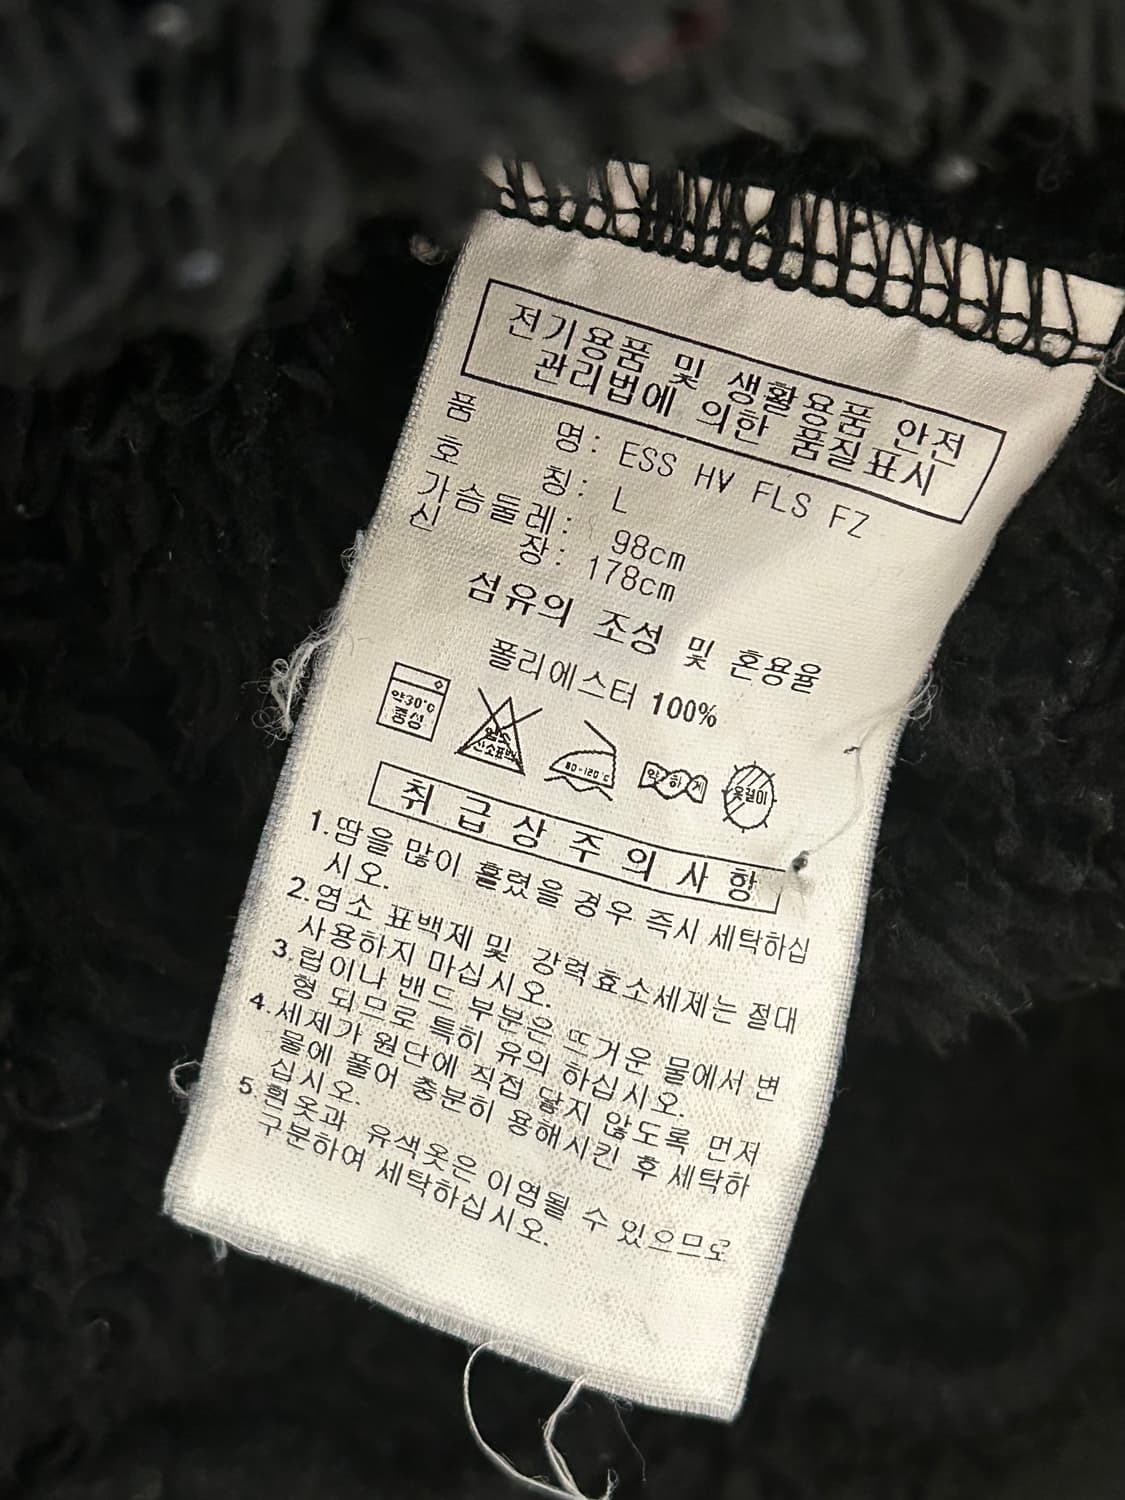 전기용품 및 생활용품 안전
관리법에 의한 품질표시
품 명: ESS HV FLS FZ
호 칭: L
가슴둘레: 98cm
신 장: 178cm
섬유의 조성 및 혼용율
폴리에스터 100%
약30°C
중성
염소
산소표백
80-120°C
약하게
옷걸이
취급상주의사항
1.땀을 많이 흘렸을 경우 즉시 세탁하십
시오.
2.염소 표백제 및 강력효소세제는 절대
사용하지 마십시오.
3.립이나 밴드 부분은 뜨거운 물에서 변
형 되므로 특히 유의 하십시오.
4.세제가 원단에 직접 닿지 않도록 먼저
물에 풀어 충분히 용해시킨 후 세탁하
십시오.
5.흰옷과 유색옷은 이염될 수 있으므로
구분하여 세탁하십시오.